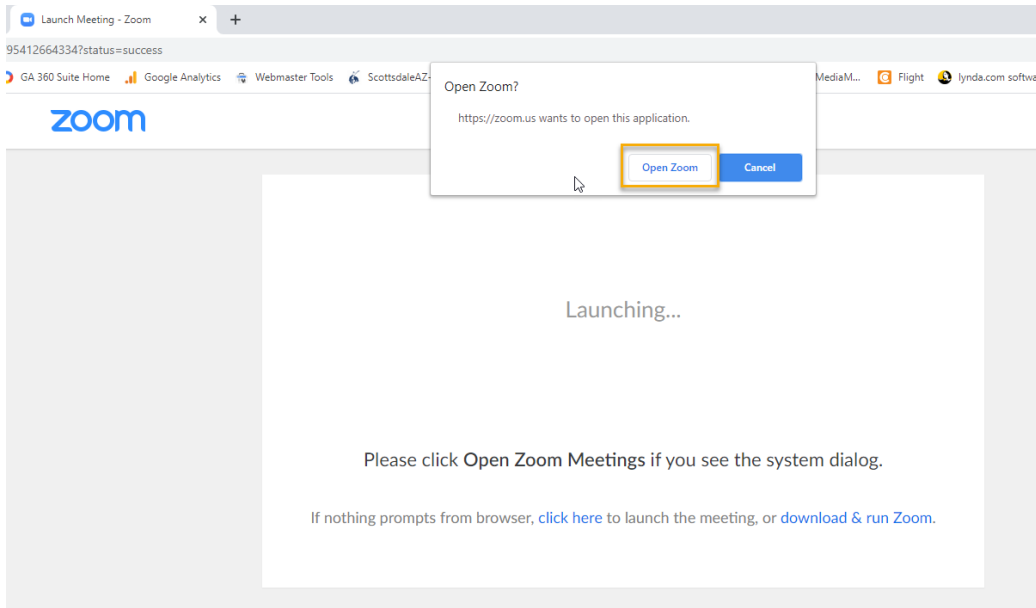 Launch Meeting - Zoom
95412664334?status=success
GA 360 Suite Home Google Analytics Webmaster Tools ScottsdaleAZ- MediaM... Flight lynda.com softwa
Open Zoom?
https://zoom.us wants to open this application.
Open Zoom Cancel
zoom
Launching...
Please click Open Zoom Meetings if you see the system dialog.
If nothing prompts from browser, click here to launch the meeting, or download & run Zoom.